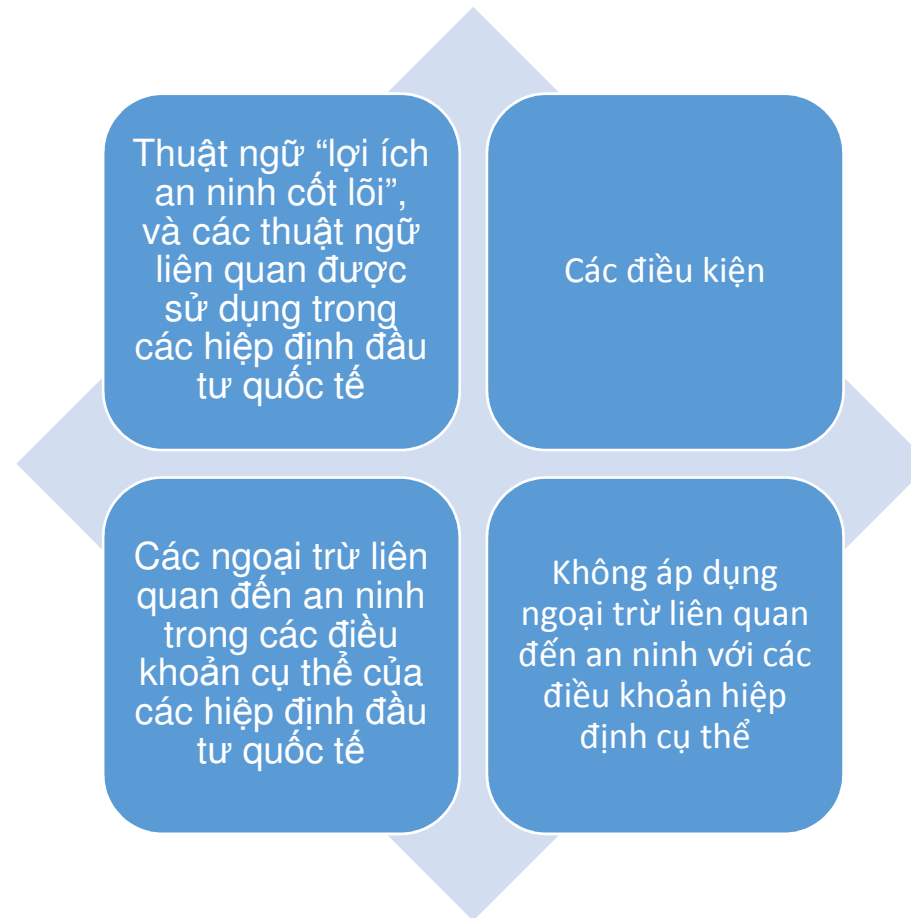 Thuật ngữ “lợi ích
an ninh cốt lõi”,
và các thuật ngữ
liên quan được
sử dụng trong
các hiệp định đầu
tư quốc tế
Các điều kiện
Các ngoại trừ liên
quan đến an ninh
trong các điều
khoản cụ thể của
các hiệp định đầu
tư quốc tế
Không áp dụng
ngoại trừ liên quan
đến an ninh với các
điều khoản hiệp
định cụ thể